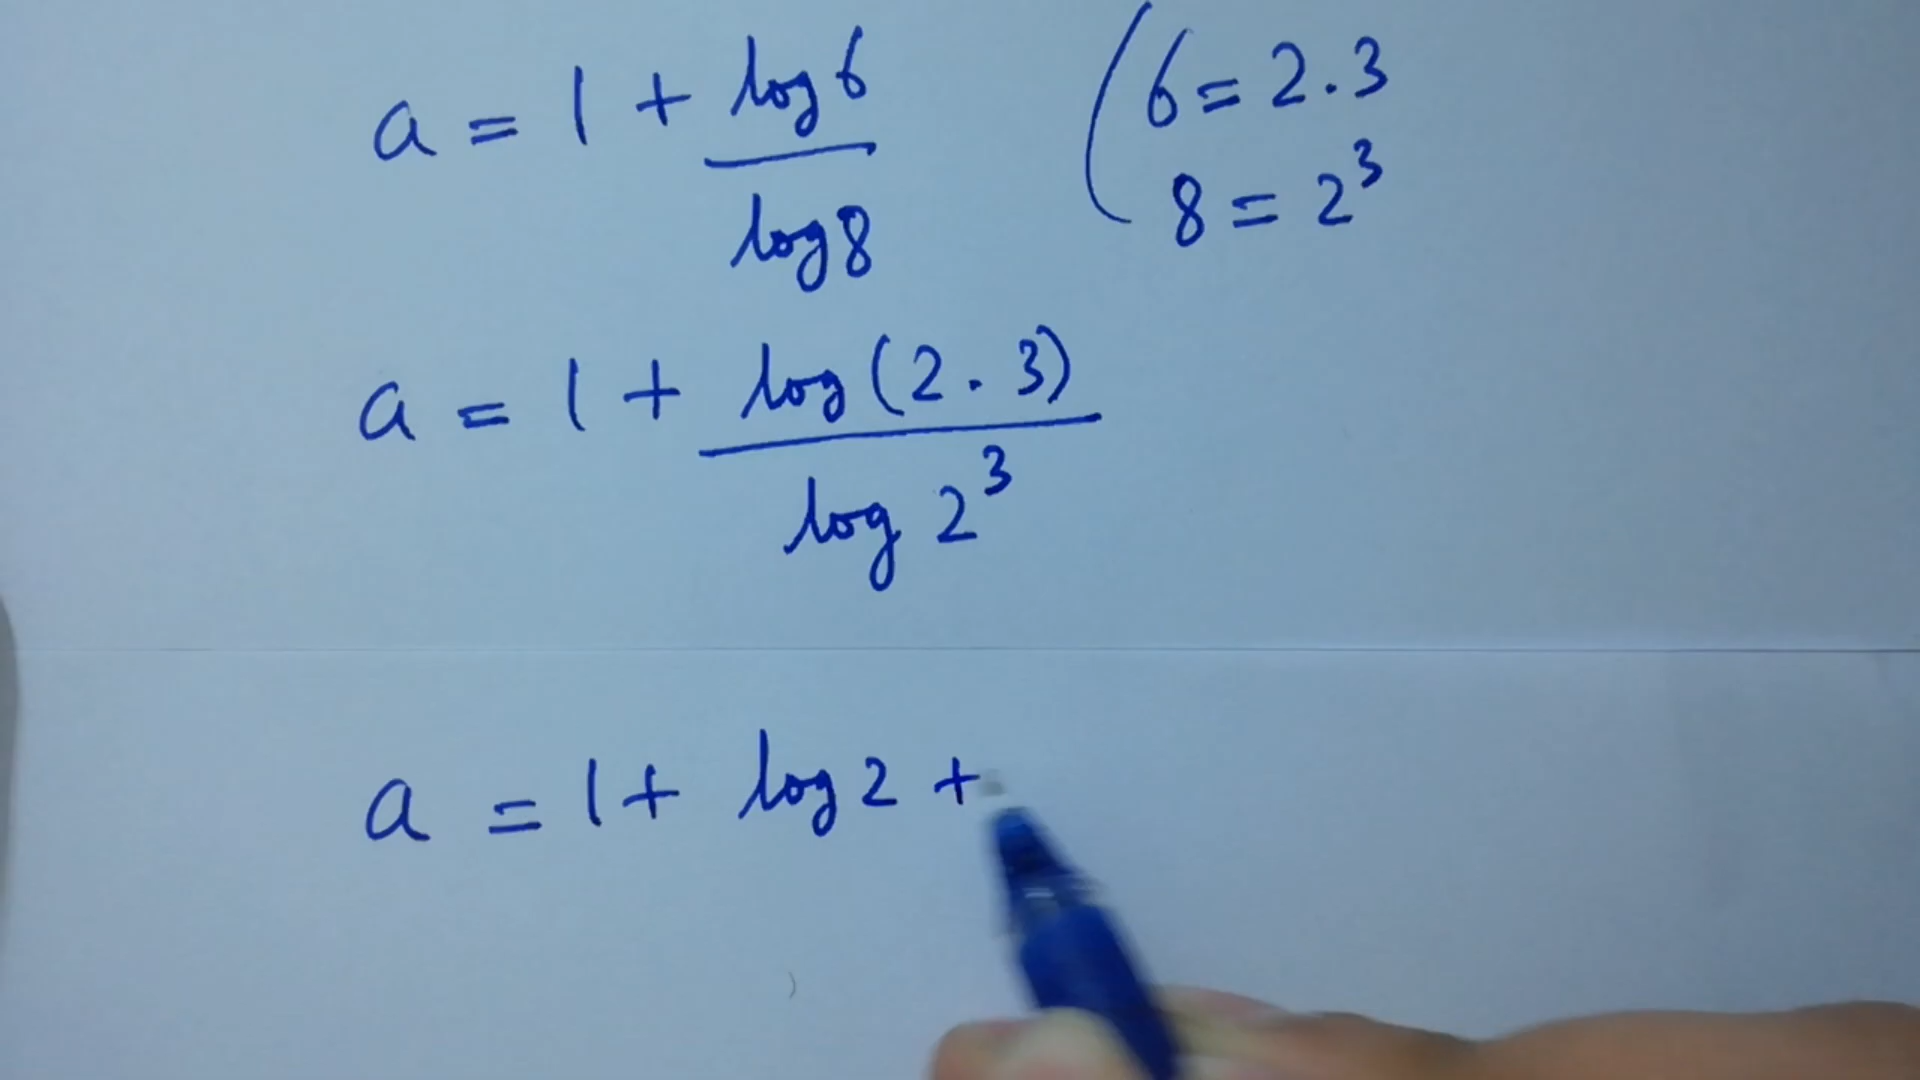 a = 1 + log 6 / log 8
( 6 = 2 . 3
8 = 2³
a = 1 + log (2 . 3) / log 2³
a = 1 + log 2 +